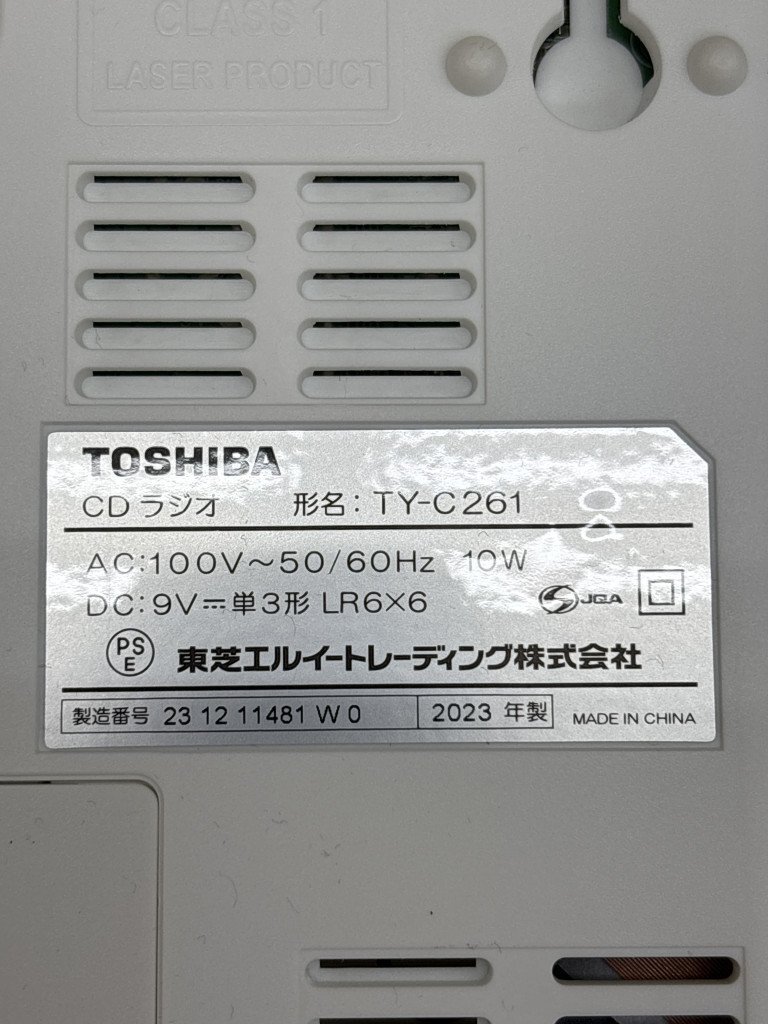 CLASS 1
LASER PRODUCT
TOSHIBA
CD ラジオ 形名: TY-C261
AC:100V〜50/60Hz 10W
DC:9V⎓単3形 LR6×6
JQA
PS
E
東芝エルイートレーディング株式会社
製造番号 23 12 11481 W 0 2023 年製 MADE IN CHINA